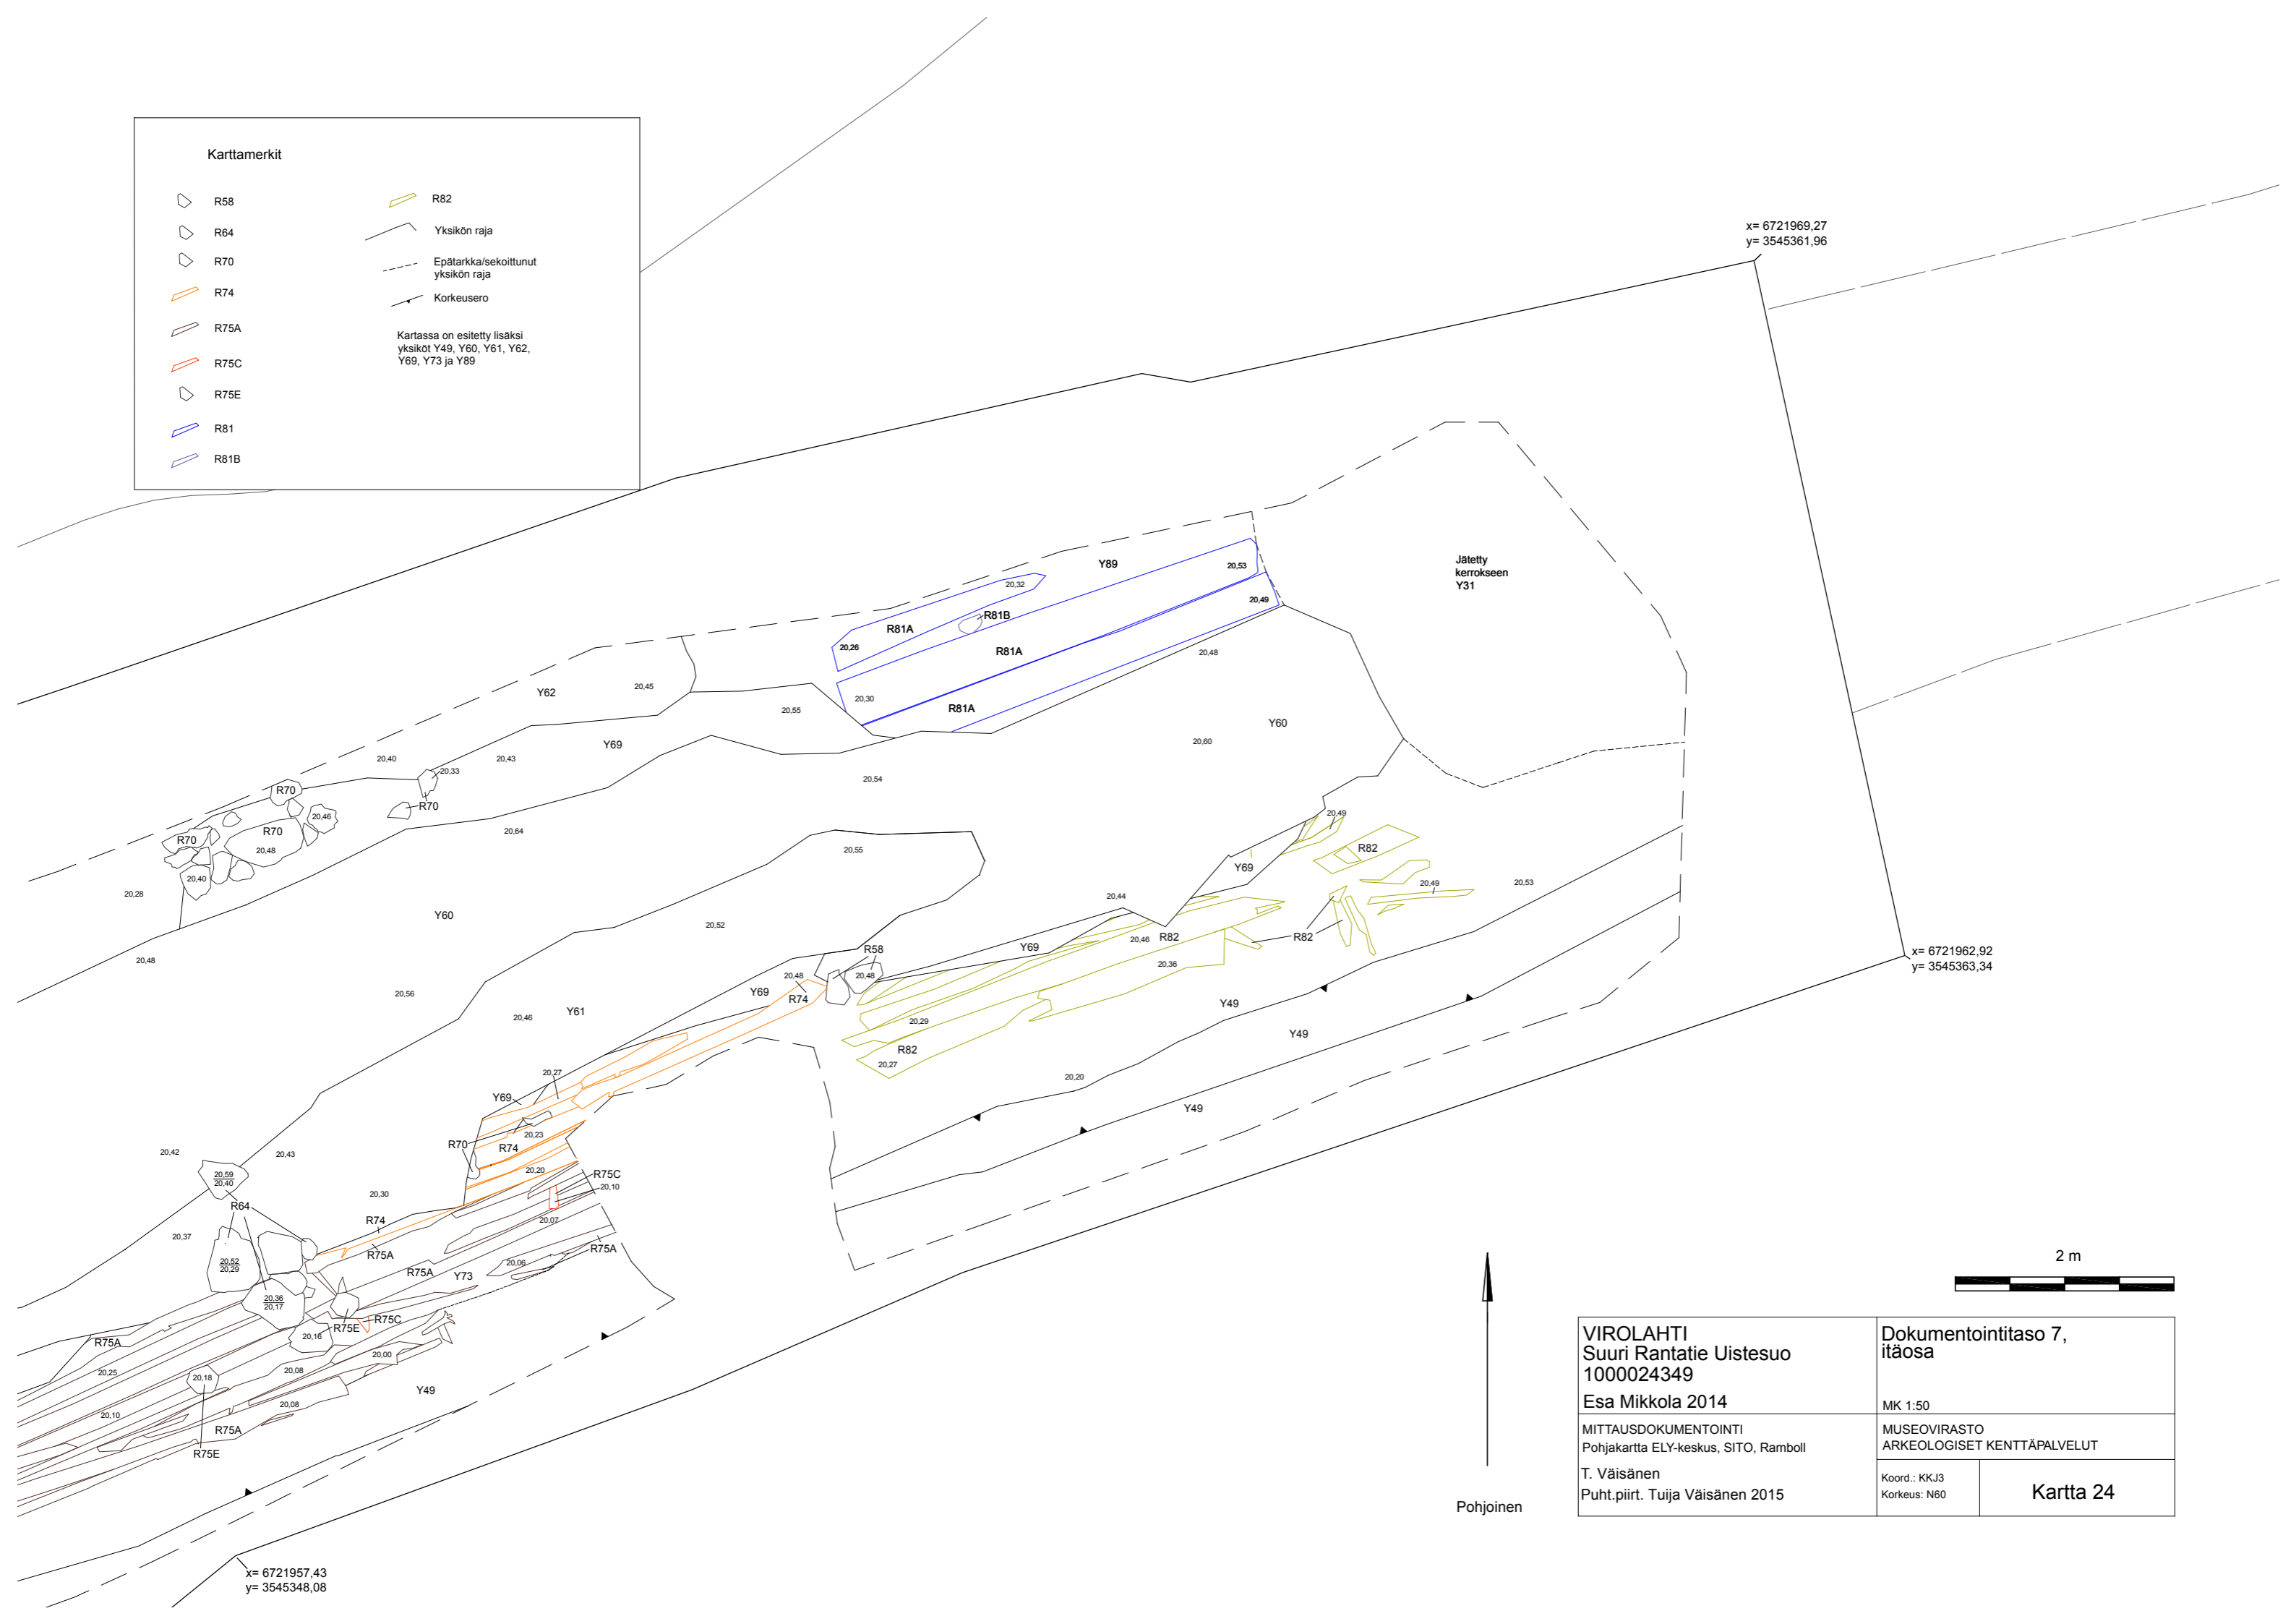 Karttamerkit
R58
R64
R70
R74
R75A
R75C
R75E
R81
R81B
R82
Yksikön raja
Epätarkka/sekoittunut
yksikön raja
Korkeusero
Kartassa on esitetty lisäksi
yksiköt Y49, Y60, Y61, Y62,
Y69, Y73 ja Y89
x= 6721969,27
y= 3545361,96
Jätetty
kerrokseen
Y31
Y89
20,53
20,32
20,49
R81B
R81A
20,26
R81A
20,48
20,30
R81A
Y62
20,45
20,55
Y60
20,60
Y69
20,43
20,40
20,33
20,54
R70
R70
20,46
R70
R70
20,48
20,64
20,40
20,28
Y60
20,48
20,55
20,49
R82
Y69
20,49
20,53
20,44
20,52
R82
20,46
R82
Y69
R58
20,48
20,48
20,36
x= 6721962,92
y= 3545363,34
20,56
Y69
R74
Y49
20,46
Y61
20,29
Y49
R82
20,27
20,20
20,27
Y69
Y49
20,23
R70
R74
20,42
20,43
20,20
R75C
20,10
20,59
20,40
20,30
R64
R74
20,07
20,37
R75A
R75A
20,52
20,29
20,06
R75A
Y73
20,36
20,17
R75C
R75E
20,16
R75A
20,00
20,25
20,08
20,18
Y49
20,08
20,10
R75A
R75E
x= 6721957,43
y= 3545348,08
Pohjoinen
2 m
VIROLAHTI
Suuri Rantatie Uistesuo
1000024349
Esa Mikkola 2014
Dokumentointitaso 7,
itäosa
MK 1:50
MITTAUSDOKUMENTOINTI
Pohjakartta ELY-keskus, SITO, Ramboll
T. Väisänen
Puht.piirt. Tuija Väisänen 2015
MUSEOVIRASTO
ARKEOLOGISET KENTTÄPALVELUT
Koord.: KKJ3
Korkeus: N60
Kartta 24